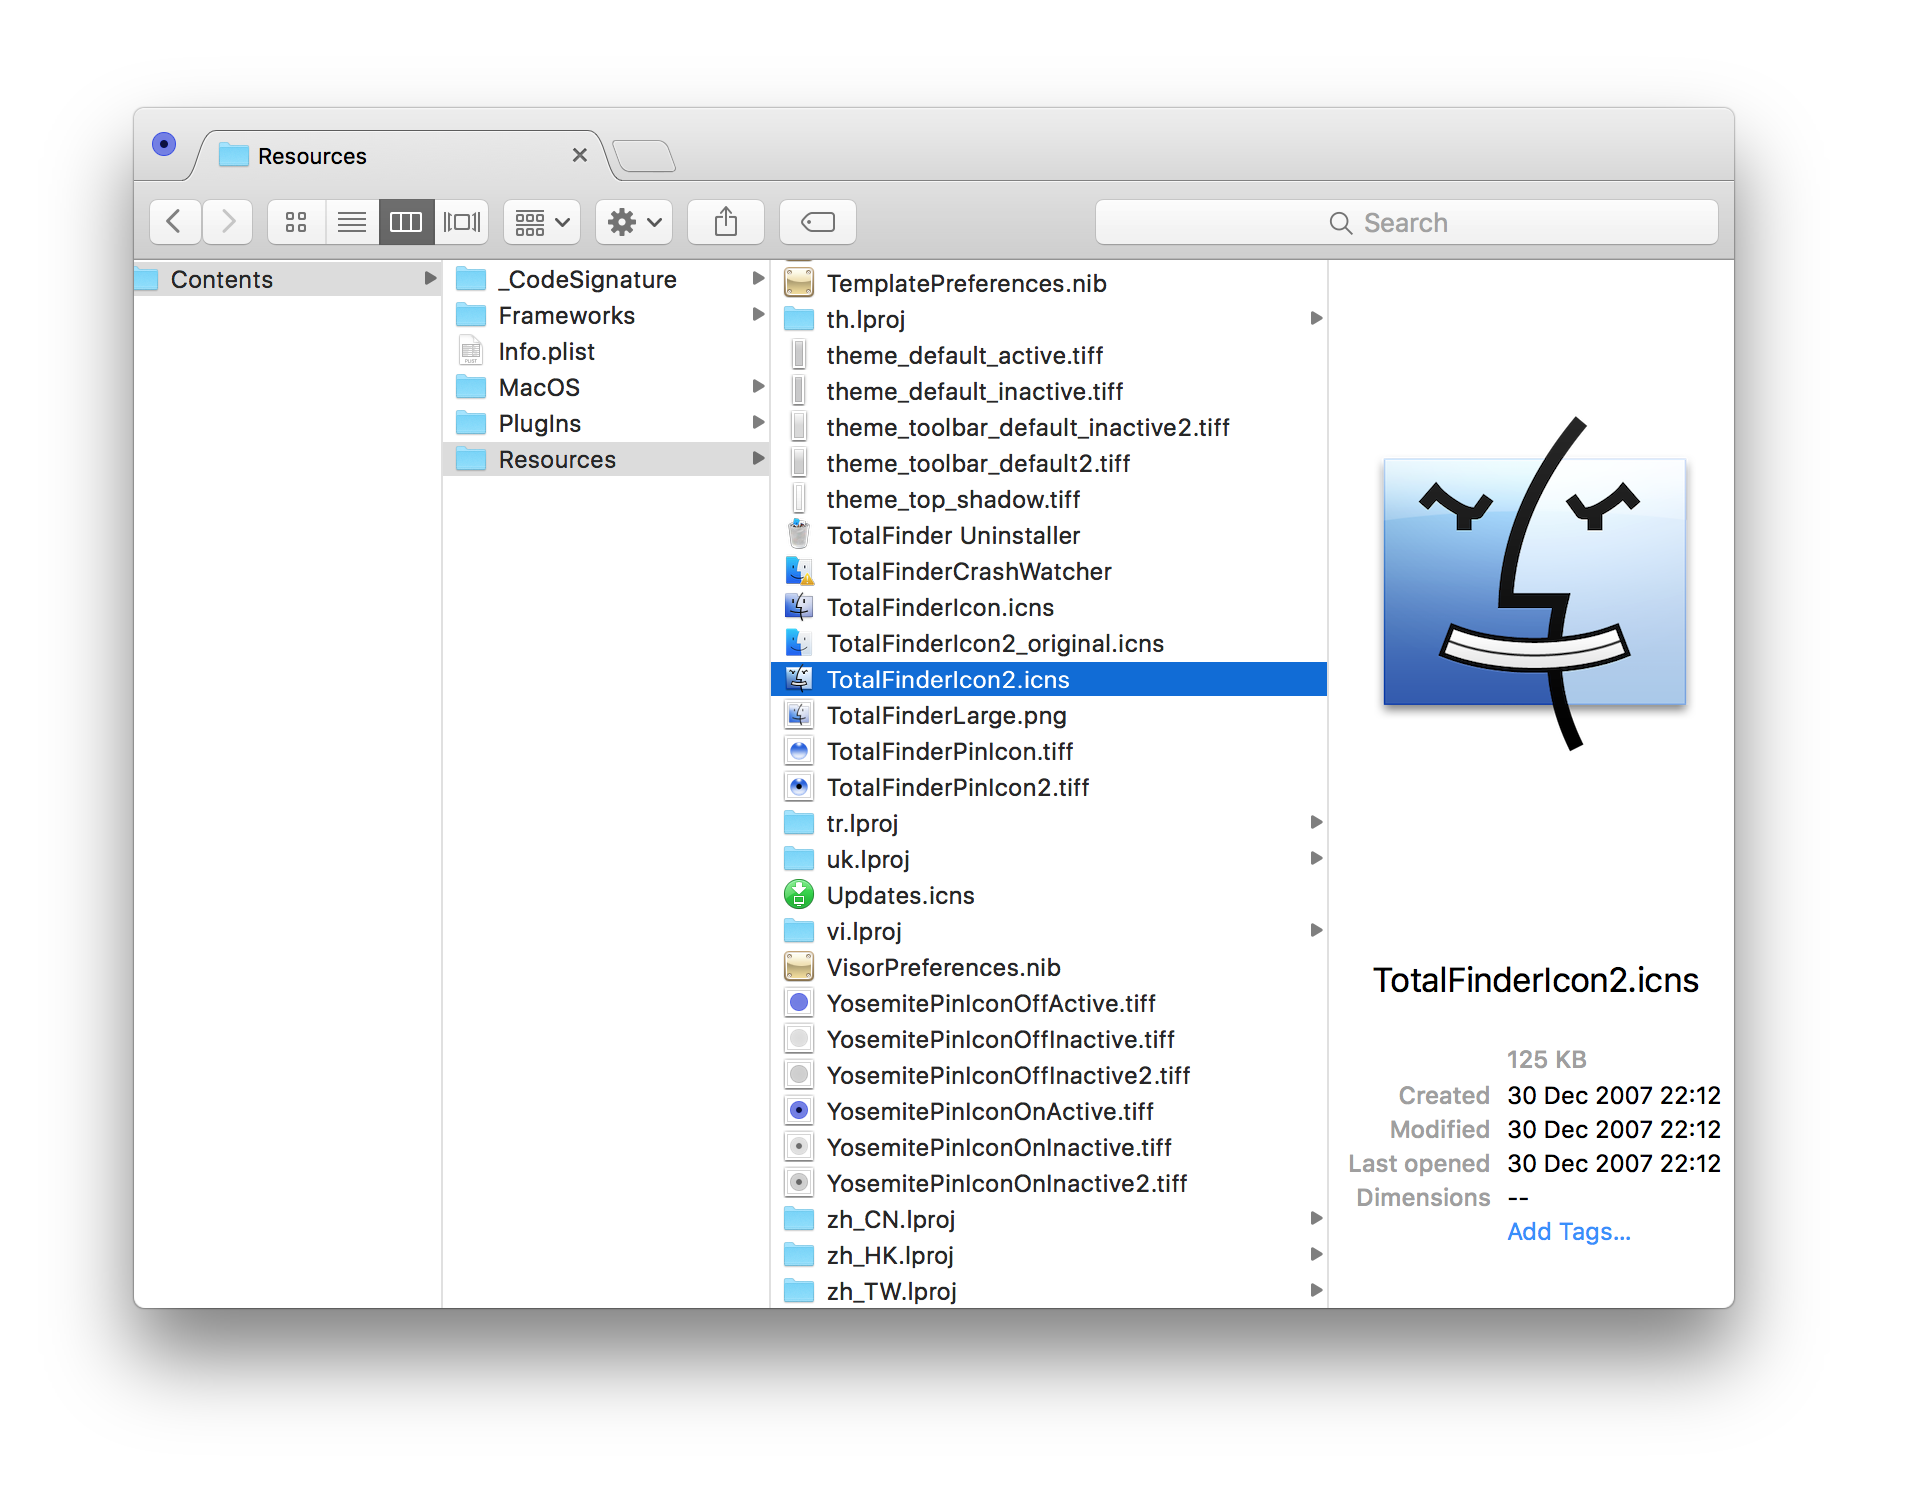 Resources
Search
Contents
_CodeSignature
Frameworks
Info.plist
MacOS
PlugIns
Resources
TemplatePreferences.nib
th.lproj
theme_default_active.tiff
theme_default_inactive.tiff
theme_toolbar_default_inactive2.tiff
theme_toolbar_default2.tiff
theme_top_shadow.tiff
TotalFinder Uninstaller
TotalFinderCrashWatcher
TotalFinderIcon.icns
TotalFinderIcon2_original.icns
TotalFinderIcon2.icns
TotalFinderLarge.png
TotalFinderPinIcon.tiff
TotalFinderPinIcon2.tiff
tr.lproj
uk.lproj
Updates.icns
vi.lproj
VisorPreferences.nib
YosemitePinIconOffActive.tiff
YosemitePinIconOffInactive.tiff
YosemitePinIconOffInactive2.tiff
YosemitePinIconOnActive.tiff
YosemitePinIconOnInactive.tiff
YosemitePinIconOnInactive2.tiff
zh_CN.lproj
zh_HK.lproj
zh_TW.lproj
TotalFinderIcon2.icns
125 KB
Created 30 Dec 2007 22:12
Modified 30 Dec 2007 22:12
Last opened 30 Dec 2007 22:12
Dimensions --
Add Tags...